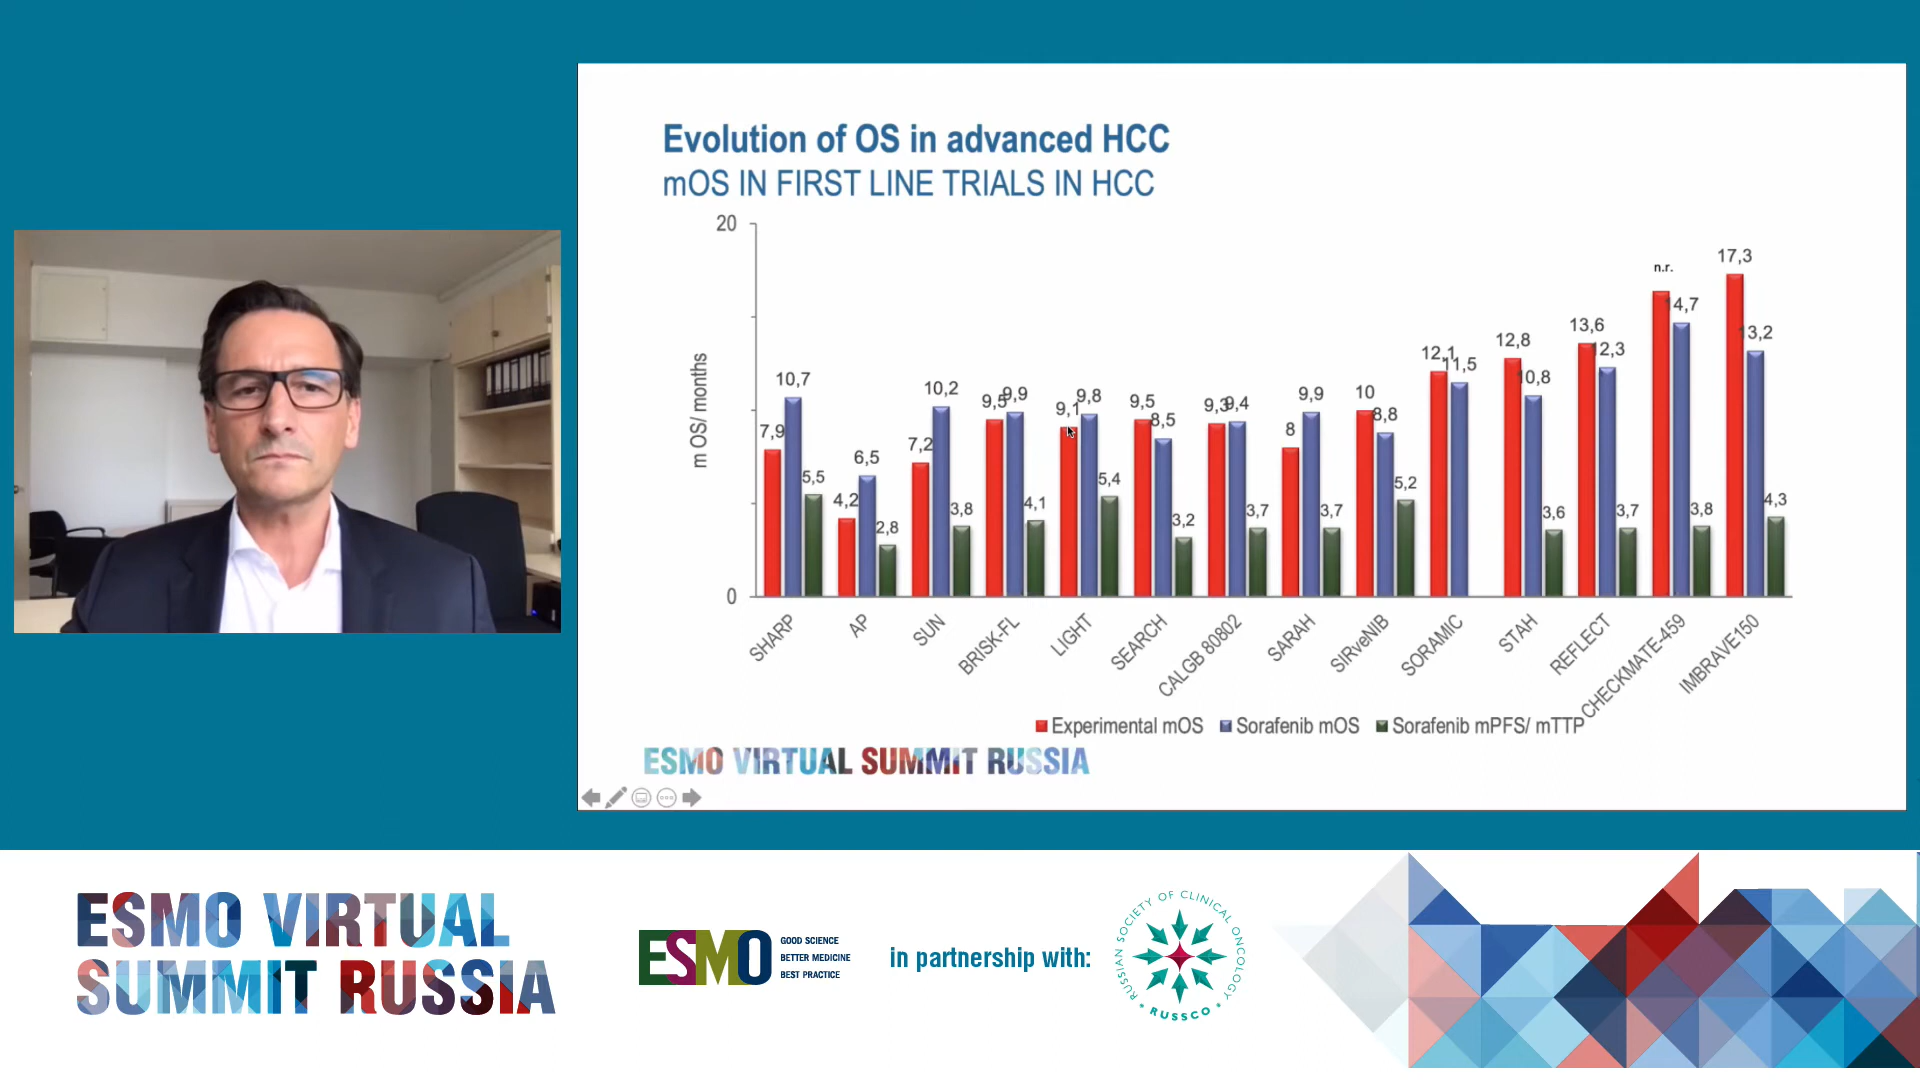 Evolution of OS in advanced HCC
mOS IN FIRST LINE TRIALS IN HCC
20
m OS/ months
0
7,9 10,7 5,5
4,2 6,5 2,8
7,2 10,2 3,8
9,5 9,9 4,1
9,1 9,8 5,4
9,5 8,5 3,2
9,3 9,4 3,7
8 9,9 3,7
10 8,8 5,2
12,1 11,5
12,8 10,8 3,6
13,6 12,3 3,7
n.r. 14,7 3,8
17,3 13,2 4,3
SHARP
AP
SUN
BRISK-FL
LIGHT
SEARCH
CALGB 80802
SARAH
SIRveNIB
SORAMIC
STAH
REFLECT
CHECKMATE-459
IMBRAVE150
Experimental mOS Sorafenib mOS Sorafenib mPFS/ mTTP
ESMO VIRTUAL SUMMIT RUSSIA
ESMO VIRTUAL
SUMMIT RUSSIA
ESMO
GOOD SCIENCE
BETTER MEDICINE
BEST PRACTICE
in partnership with:
RUSSIAN SOCIETY OF CLINICAL ONCOLOGY
RUSSCO